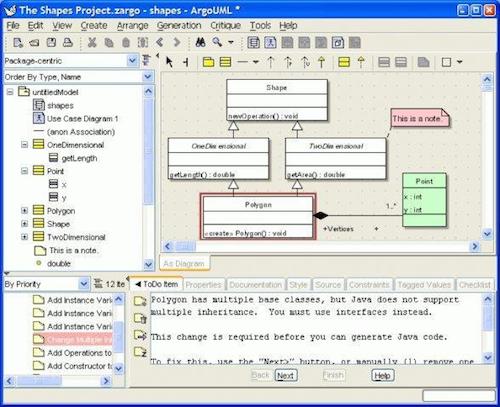 The Shapes Project.zargo - shapes - ArgoUML *
File Edit View Create Arrange Generation Critique Tools Help
Package-centric
Order By Type, Name
untitledModel
shapes
Use Case Diagram 1
(anon Association)
OneDimensional
getLength
Point
x
y
Polygon
Shape
TwoDimensional
This is a note.
double
Shape
newOperation() : void
This is a note.
OneDimensional
getLength() : double
TwoDimensional
getArea() : double
Point
x : int
y : int
Polygon
«create» Polygon() : void
1..*
+Vertices
+
As Diagram
By Priority
12 Ite
ToDo Item Properties Documentation Style Source Constraints Tagged Values Checklist
Add Instance Varia
Add Instance Varia
Add Instance Varia
Change Multiple In
Add Operations to
Add Constructor to
Polygon has multiple base classes, but Java does not support
multiple inheritance. You must use interfaces instead.
This change is required before you can generate Java code.
To fix this, use the "Next>" button, or manually (1) remove one
Back Next Finish Help